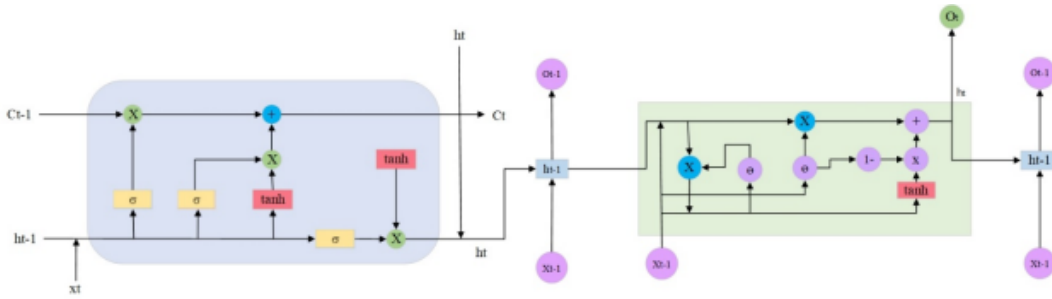 ht
Ot
Ot-1
Ot-1
ht
Ct-1
X
+
Ct
X
+
X
tanh
X
ht-1
ɵ
ɵ
1-
x
ht-1
σ
σ
tanh
tanh
ht-1
σ
X
ht
xt
Xt-1
Xt-1
Xt-1